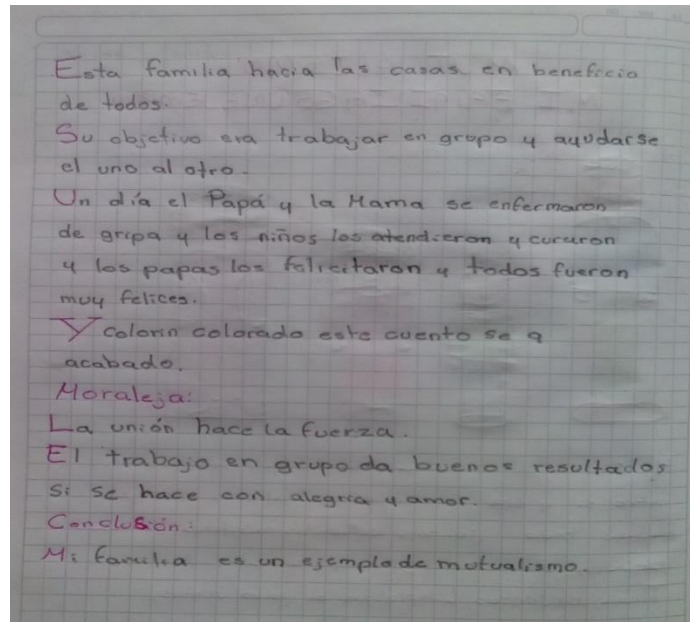 Esta familia hacia las casas en beneficio
de todos.
Su objetivo era trabajar en grupo y ayudarse
el uno al otro.
Un día el Papá y la Mama se enfermaron
de gripa y los niños los atendieron y curaron
y los papas los felicitaron y todos fueron
muy felices.
Y colorin colorado este cuento se a
acabado.
Moraleja:
La unión hace la fuerza.
El trabajo en grupo da buenos resultados
si se hace con alegria y amor.
Conclusión:
Mi familia es un ejemplo de mutualismo.